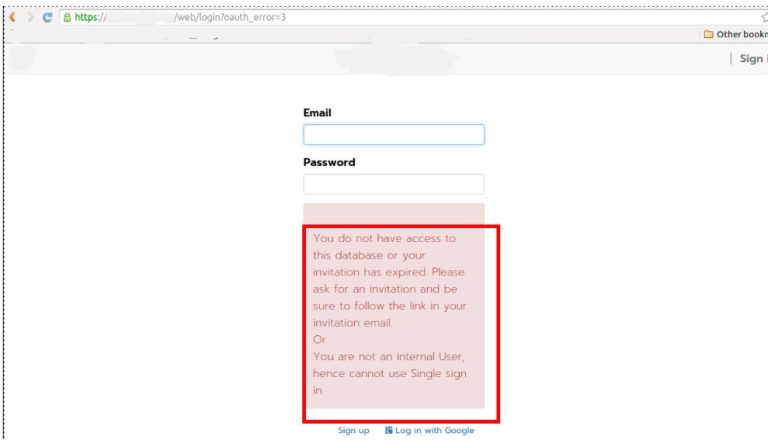 https:// /web/login?oauth_error=3
Other bookm
Sign i
Email
Password
You do not have access to
this database or your
invitation has expired. Please
ask for an invitation and be
sure to follow the link in your
invitation email.
Or
You are not an internal User,
hence cannot use Single sign
in.
Sign up
Log in with Google